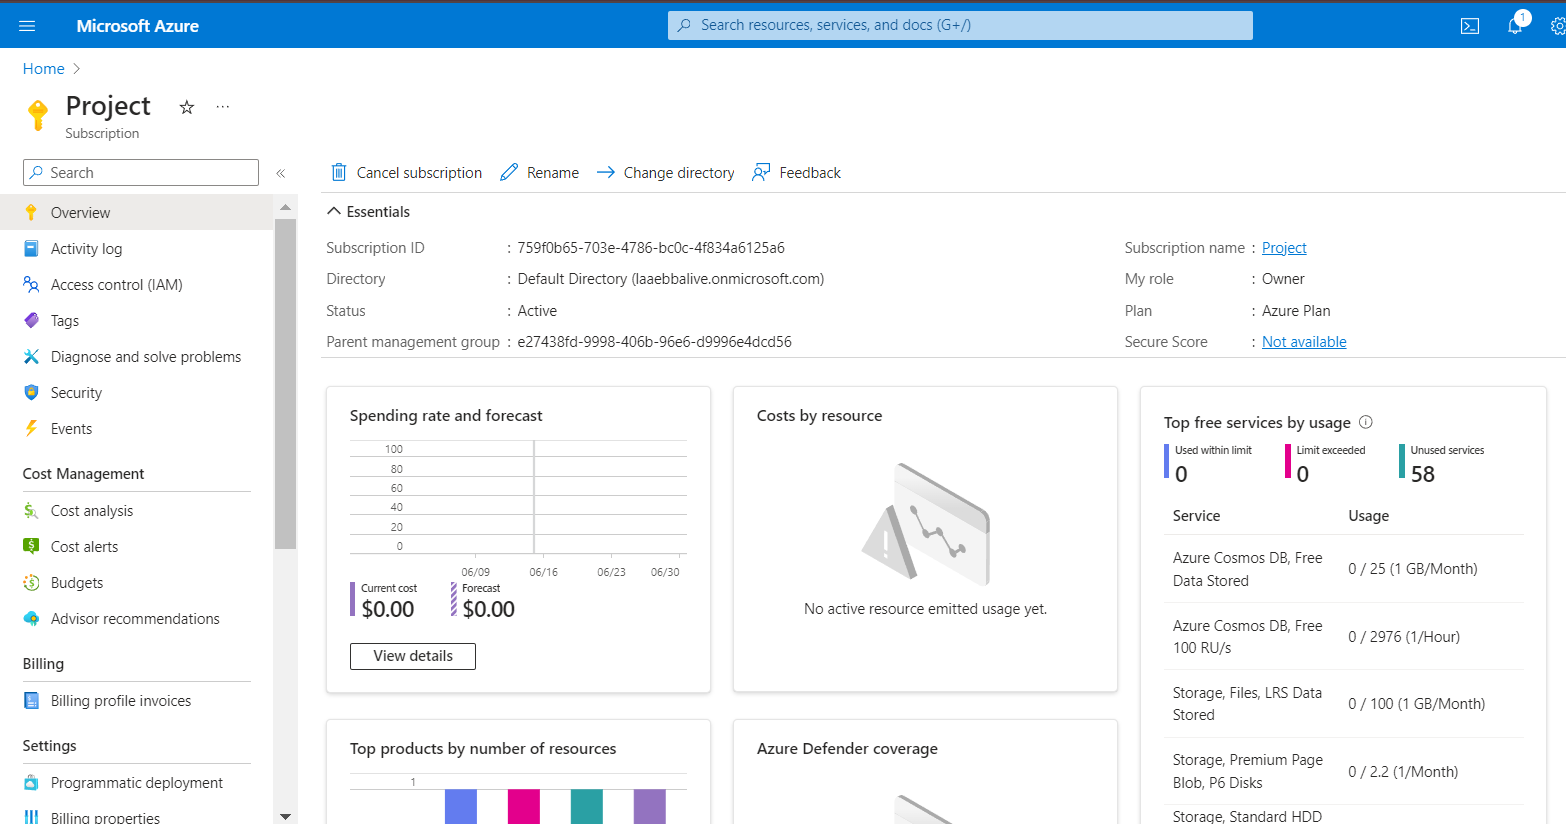 Microsoft Azure
Search resources, services, and docs (G+/)
1
Home
Project
...
Subscription
Search
«
Cancel subscription
Rename
Change directory
Feedback
Overview
Activity log
Access control (IAM)
Tags
Diagnose and solve problems
Security
Events
Cost Management
Cost analysis
Cost alerts
Budgets
Advisor recommendations
Billing
Billing profile invoices
Settings
Programmatic deployment
Billing properties
Essentials
Subscription ID : 759f0b65-703e-4786-bc0c-4f834a6125a6
Directory : Default Directory (laaebbalive.onmicrosoft.com)
Status : Active
Parent management group : e27438fd-9998-406b-96e6-d9996e4dcd56
Subscription name : Project
My role : Owner
Plan : Azure Plan
Secure Score : Not available
Spending rate and forecast
100
80
60
40
20
0
06/09 06/16 06/23 06/30
Current cost
$0.00
Forecast
$0.00
View details
Costs by resource
No active resource emitted usage yet.
Top free services by usage
Used within limit
0
Limit exceeded
0
Unused services
58
Service Usage
Azure Cosmos DB, Free
Data Stored
0 / 25 (1 GB/Month)
Azure Cosmos DB, Free
100 RU/s
0 / 2976 (1/Hour)
Storage, Files, LRS Data
Stored
0 / 100 (1 GB/Month)
Storage, Premium Page
Blob, P6 Disks
0 / 2.2 (1/Month)
Storage, Standard HDD
Top products by number of resources
1
Azure Defender coverage